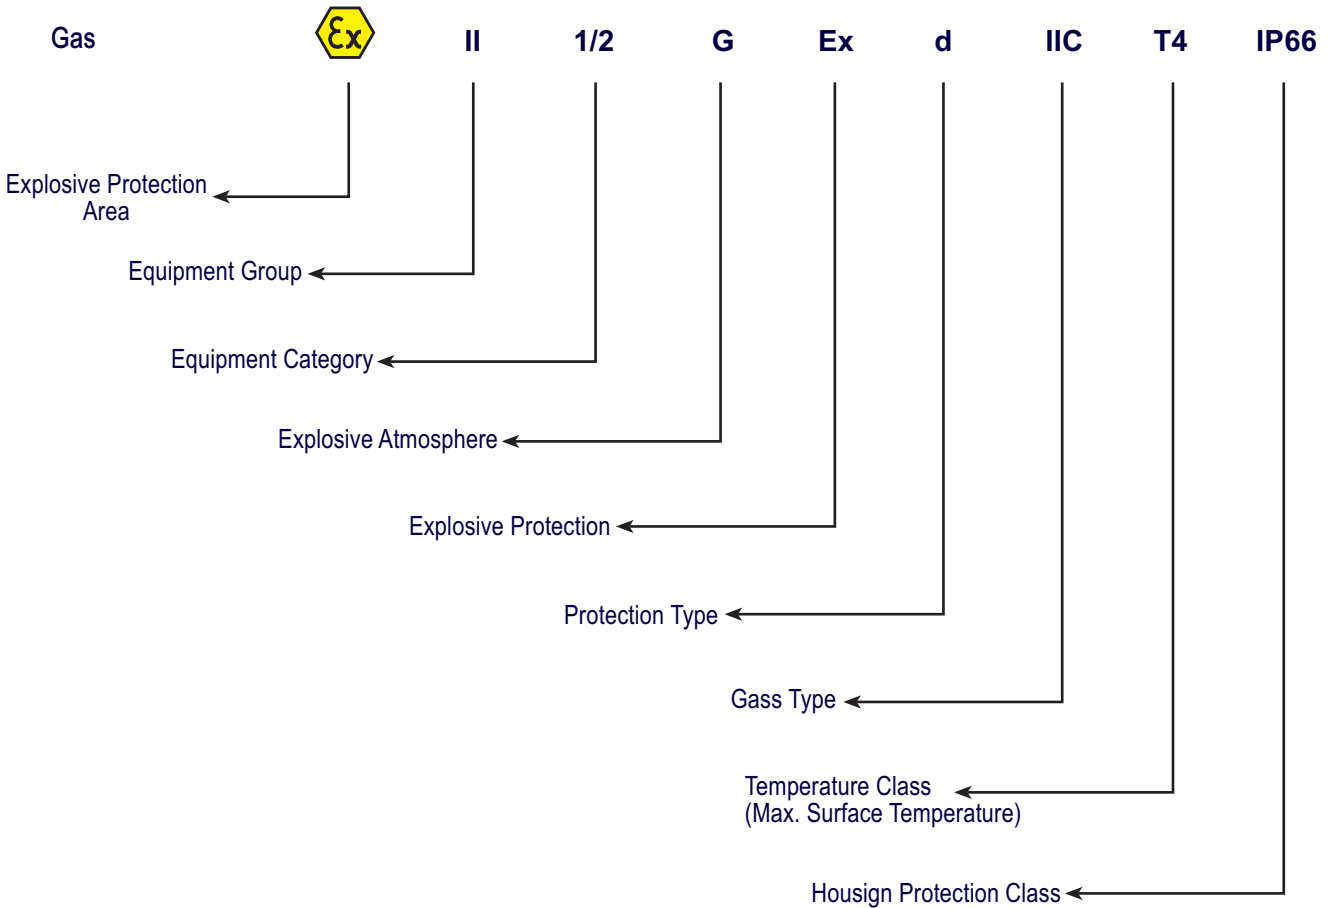 Gas Ex II 1/2 G Ex d IIC T4 IP66
Explosive Protection
Area
Equipment Group
Equipment Category
Explosive Atmosphere
Explosive Protection
Protection Type
Gass Type
Temperature Class
(Max. Surface Temperature)
Housign Protection Class